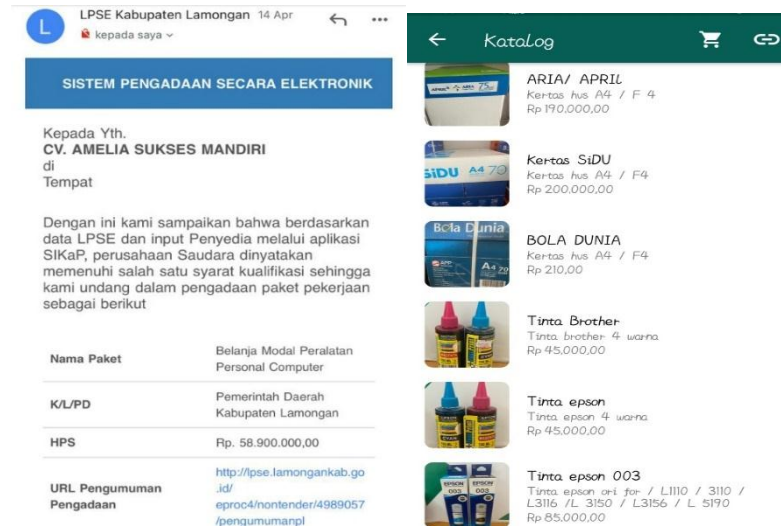 LPSE Kabupaten Lamongan 14 Apr
L
kepada saya
SISTEM PENGADAAN SECARA ELEKTRONIK
Kepada Yth.
CV. AMELIA SUKSES MANDIRI
di
Tempat
Dengan ini kami sampaikan bahwa berdasarkan
data LPSE dan input Penyedia melalui aplikasi
SIKaP, perusahaan Saudara dinyatakan
memenuhi salah satu syarat kualifikasi sehingga
kami undang dalam pengadaan paket pekerjaan
sebagai berikut
Nama Paket
Belanja Modal Peralatan
Personal Computer
K/L/PD
Pemerintah Daerah
Kabupaten Lamongan
HPS
Rp. 58.900.000,00
URL Pengumuman
Pengadaan
http://lpse.lamongankab.go
.id/
eproc4/nontender/4989057
/pengumumanpl
Katalog
ARIA/ APRIL
Kertas hvs A4 / F 4
Rp 190.000,00
Kertas SiDU
Kertas hvs A4 / F4
Rp 200.000,00
SiDU A4 70
BOLA DUNIA
Kertas hvs A4 / F4
Rp 210,00
Bola Dunia
A4 70
Tinta Brother
Tinta brother 4 warna
Rp 45.000,00
Tinta epson
Tinta epson 4 warna
Rp 45.000,00
Tinta epson 003
Tinta epson ori for / L1110 / 3110 /
L3116 /L 3150 / L3156 / L 5190
Rp 85.000,00
EPSON EPSON
003 003